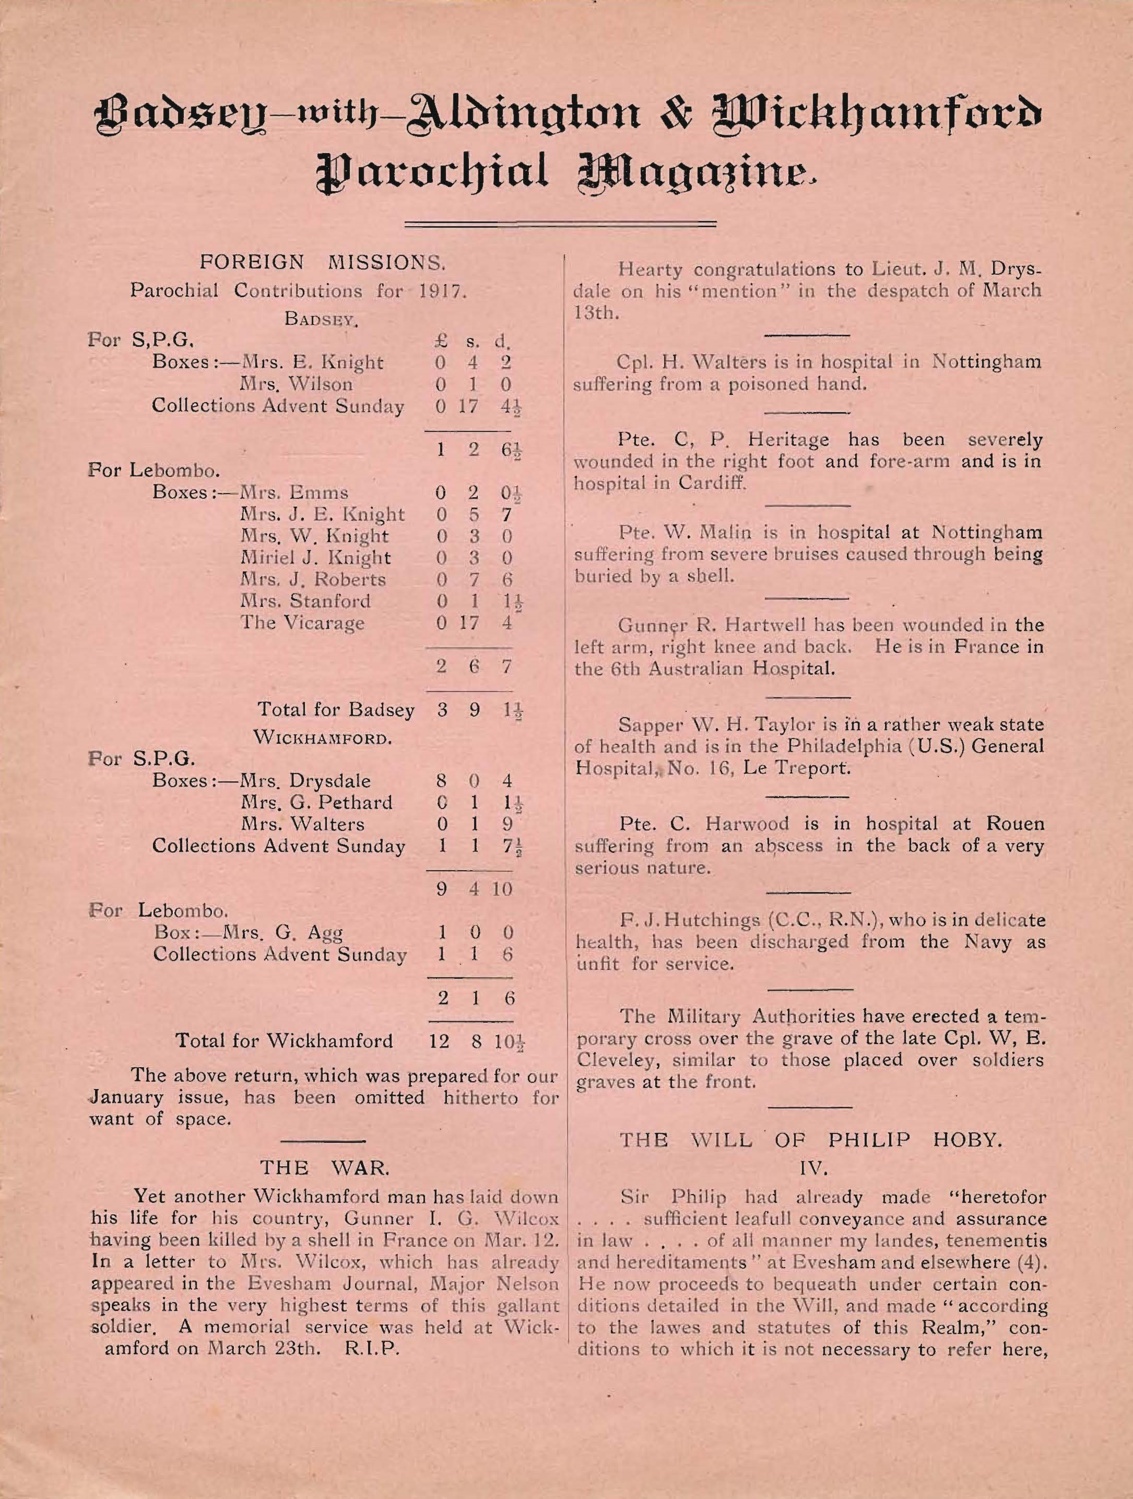 Badsey–with–Aldington & Wickhamford
Parochial Magazine.
FOREIGN MISSIONS.
Parochial Contributions for 1917.
BADSEY.
For S,P.G. £ s. d.
Boxes:—Mrs. E. Knight 0 4 2
Mrs. Wilson 0 1 0
Collections Advent Sunday 0 17 4½
1 2 6½
For Lebombo.
Boxes:—Mrs. Emms 0 2 0½
Mrs. J. E. Knight 0 5 7
Mrs. W. Knight 0 3 0
Miriel J. Knight 0 3 0
Mrs. J. Roberts 0 7 6
Mrs. Stanford 0 1 1½
The Vicarage 0 17 4
2 6 7
Total for Badsey 3 9 1½
WICKHAMFORD.
For S.P.G.
Boxes:—Mrs. Drysdale 8 0 4
Mrs. G. Pethard 0 1 1½
Mrs. Walters 0 1 9
Collections Advent Sunday 1 1 7½
9 4 10
For Lebombo.
Box:—Mrs. G. Agg 1 0 0
Collections Advent Sunday 1 1 6
2 1 6
Total for Wickhamford 12 8 10½
The above return, which was prepared for our
January issue, has been omitted hitherto for
want of space.
THE WAR.
Yet another Wickhamford man has laid down
his life for his country, Gunner I. G. Wilcox
having been killed by a shell in France on Mar. 12.
In a letter to Mrs. Wilcox, which has already
appeared in the Evesham Journal, Major Nelson
speaks in the very highest terms of this gallant
soldier. A memorial service was held at Wick-
amford on March 23th. R.I.P.
Hearty congratulations to Lieut. J. M. Drys-
dale on his "mention" in the despatch of March
13th.
Cpl. H. Walters is in hospital in Nottingham
suffering from a poisoned hand.
Pte. C, P. Heritage has been severely
wounded in the right foot and fore-arm and is in
hospital in Cardiff.
Pte. W. Malin is in hospital at Nottingham
suffering from severe bruises caused through being
buried by a shell.
Gunner R. Hartwell has been wounded in the
left arm, right knee and back. He is in France in
the 6th Australian Hospital.
Sapper W. H. Taylor is in a rather weak state
of health and is in the Philadelphia (U.S.) General
Hospital, No. 16, Le Treport.
Pte. C. Harwood is in hospital at Rouen
suffering from an abscess in the back of a very
serious nature.
F. J. Hutchings (C.C., R.N.), who is in delicate
health, has been discharged from the Navy as
unfit for service.
The Military Authorities have erected a tem-
porary cross over the grave of the late Cpl. W, E.
Cleveley, similar to those placed over soldiers
graves at the front.
THE WILL OF PHILIP HOBY.
IV.
Sir Philip had already made "heretofor
. . . . sufficient leafull conveyance and assurance
in law . . . . of all manner my landes, tenementis
and hereditaments" at Evesham and elsewhere (4).
He now proceeds to bequeath under certain con-
ditions detailed in the Will, and made "according
to the lawes and statutes of this Realm," con-
ditions to which it is not necessary to refer here,